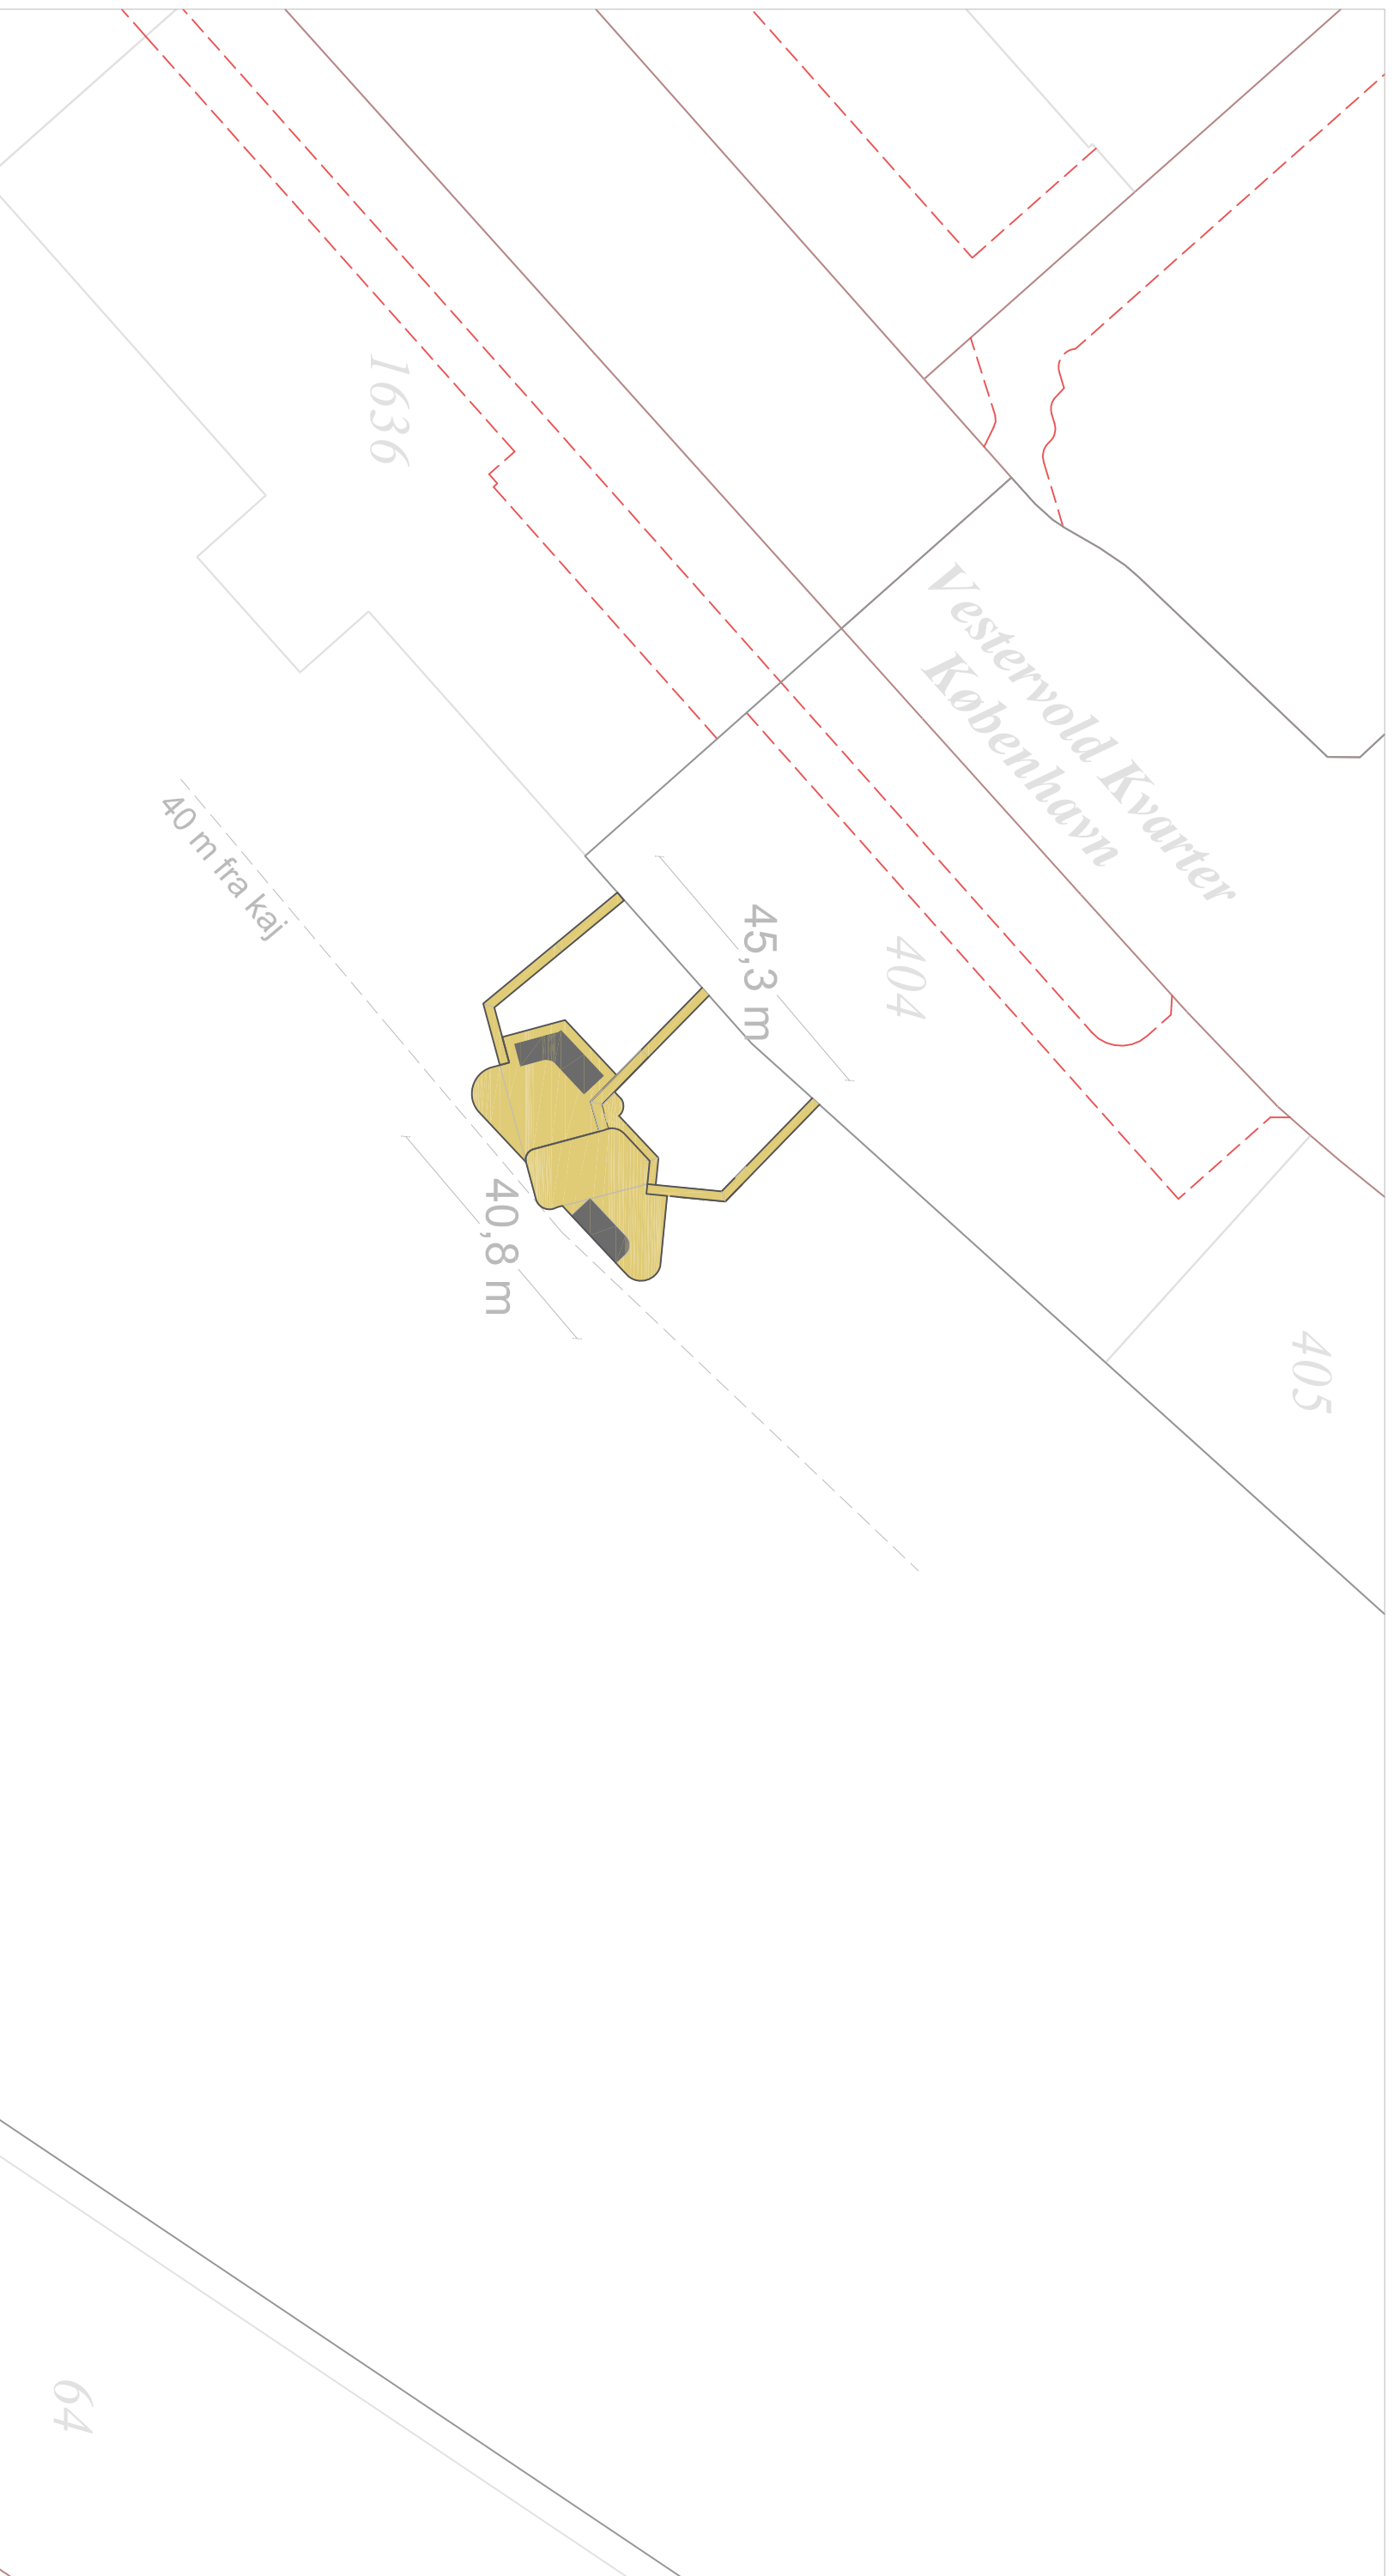 1636
Vestervold Kvarter
København
40 m fra kaj
45,3 m
404
40,8 m
405
64